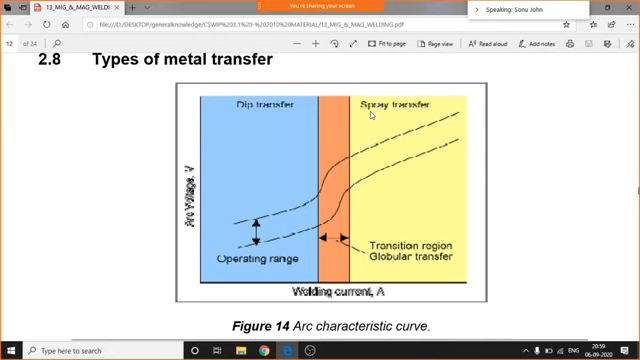 13_MIG_&_MAG_WELDING.pdf
You're sharing your screen
Speaking: Sonu John
file:///D:/DESKTOP/generalknowledge/CSWIP%203.1%20-%202010%20MATERIAL/13_MIG_&_MAG_WELDING.pdf
12 of 24
Fit to page
Page view
Read aloud
Add notes
2.8 Types of metal transfer
Dip transfer
Spray transfer
Arc Voltage, V
Operating range
Transition region
Globular transfer
Welding current, A
Figure 14 Arc characteristic curve.
Type here to search
20:59
ENG
06-09-2020